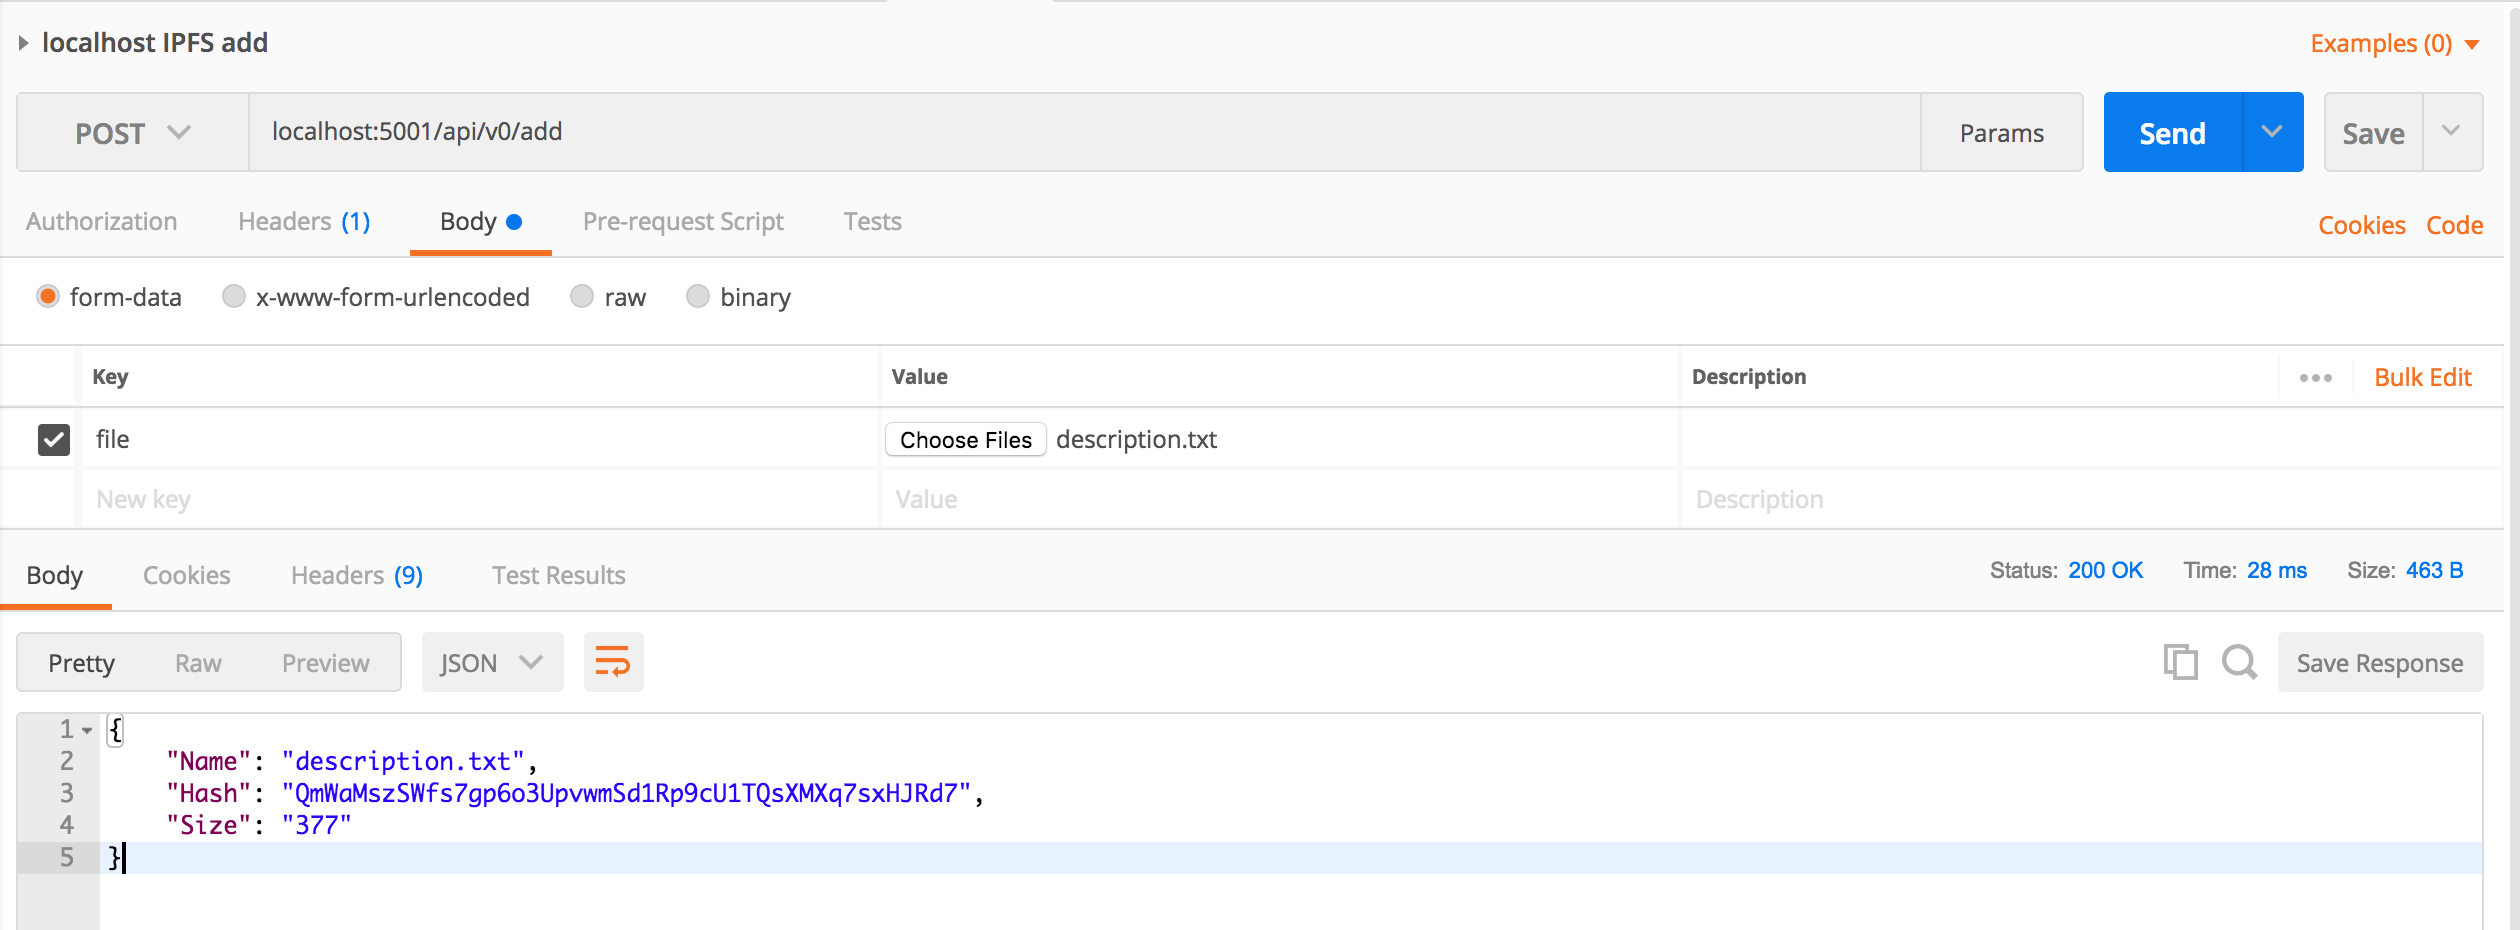 localhost IPFS add
Examples (0)
POST localhost:5001/api/v0/add Params Send Save
Authorization Headers (1) Body Pre-request Script Tests Cookies Code
form-data x-www-form-urlencoded raw binary
Key Value Description Bulk Edit
file Choose Files description.txt
New key Value Description
Body Cookies Headers (9) Test Results Status: 200 OK Time: 28 ms Size: 463 B
Pretty Raw Preview JSON Save Response
1 {
2 "Name": "description.txt",
3 "Hash": "QmWaMszSWfs7gp6o3UpvwmSd1Rp9cU1TQsXMXq7sxHJRd7",
4 "Size": "377"
5 }